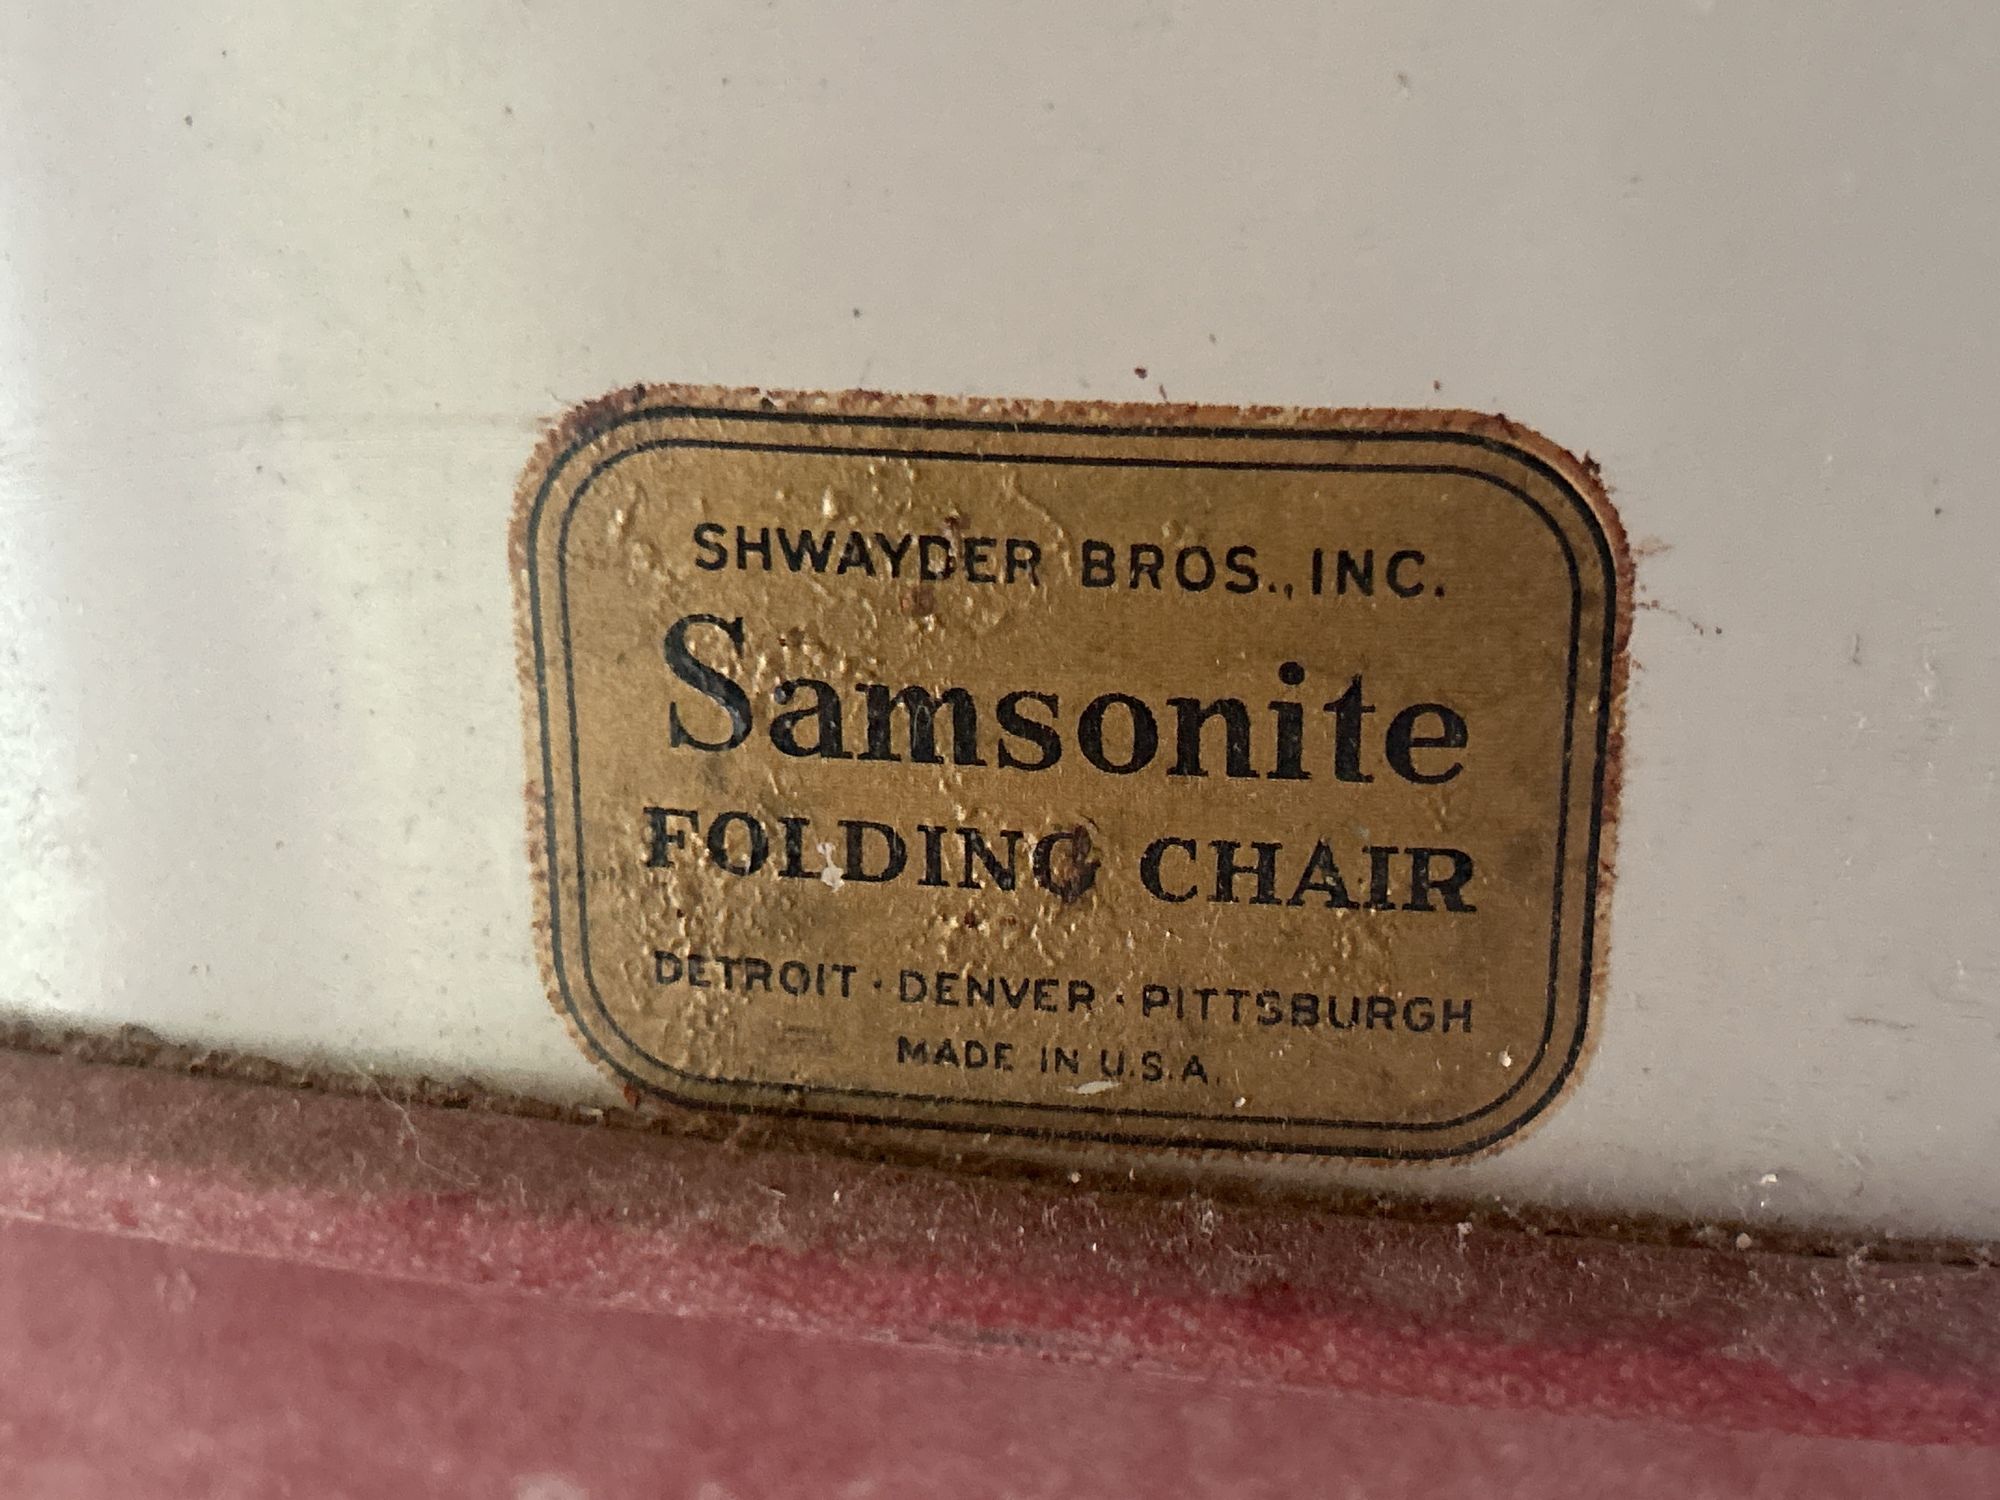 SHWAYDER BROS., INC.
Samsonite
FOLDING CHAIR
DETROIT · DENVER · PITTSBURGH
MADE IN U.S.A.